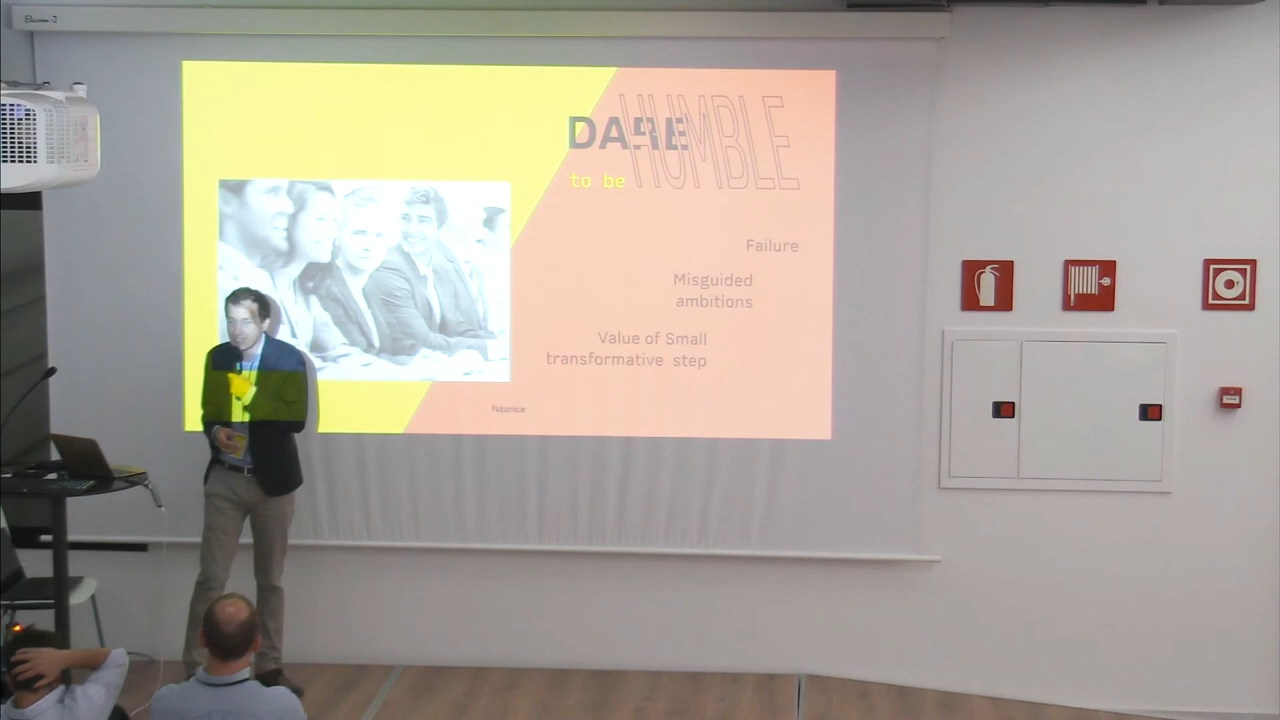 DARE
HUMBLE
to be
Failure
Misguided
ambitions
Value of Small
transformative step
futurice